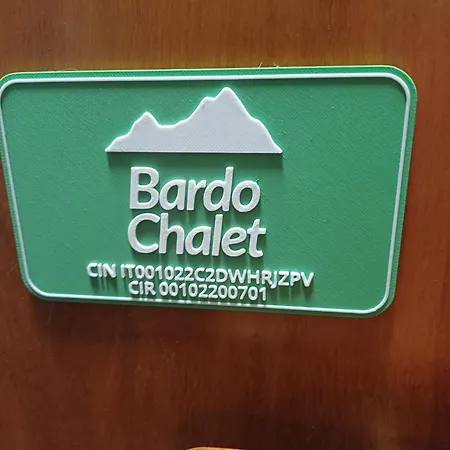 Bardo
Chalet
CIN IT001022C2DWHRJZPV
CIR 00102200701